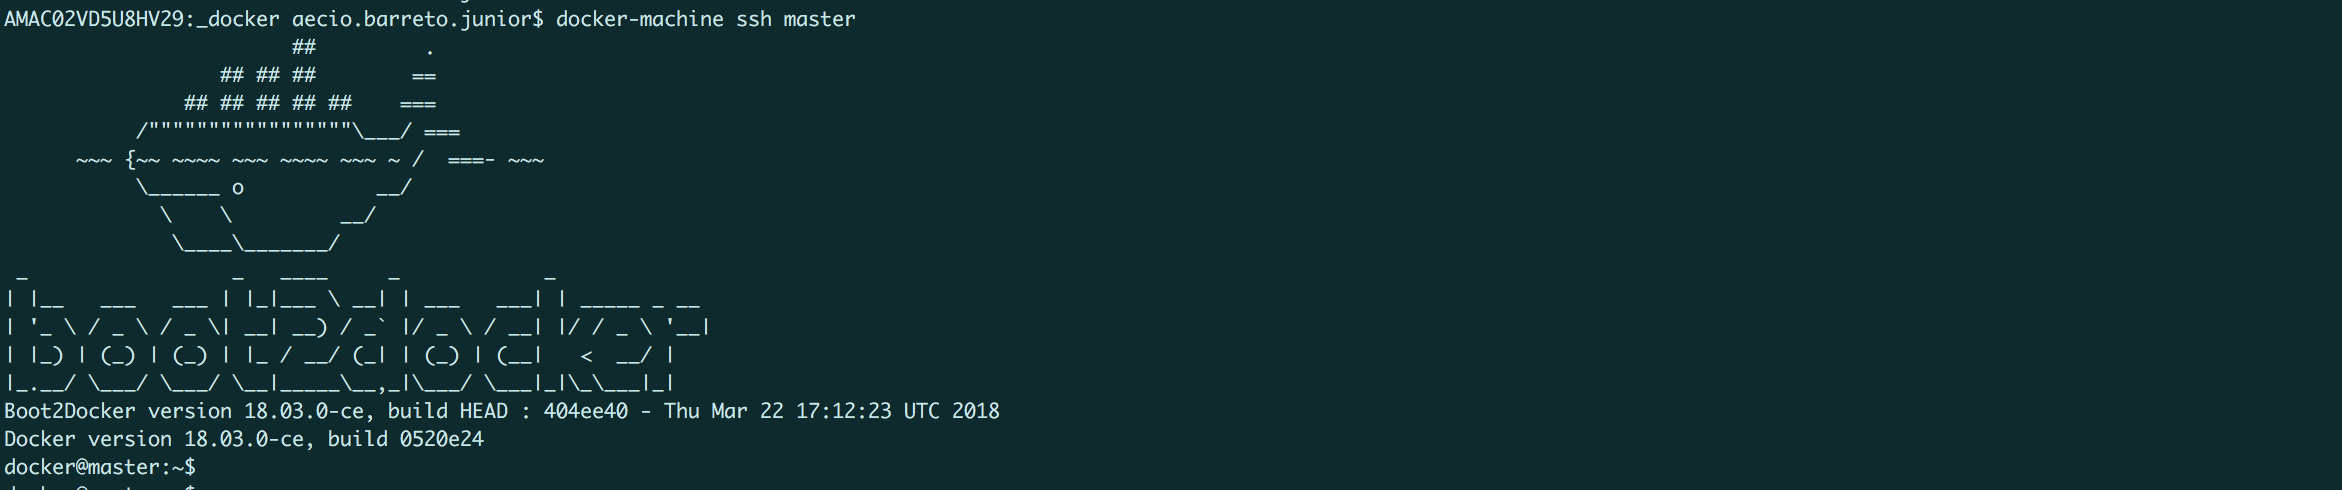 AMAC02VD5U8HV29:_docker aecio.barreto.junior$ docker-machine ssh master
                        ##         .
                  ## ## ##        ==
               ## ## ## ## ##    ===
           /"""""""""""""""""\___/ ===
      ~~~ {~~ ~~~~ ~~~ ~~~~ ~~~ ~ /  ===- ~~~
           \______ o           __/
             \    \         __/
              \____\_______/
 _                 _   ____     _            _
| |__   ___   ___ | |_|___ \ __| | ___   ___| | _____ _ __
| '_ \ / _ \ / _ \| __| __) / _` |/ _ \ / __| |/ / _ \ '__|
| |_) | (_) | (_) | |_ / __/ (_| | (_) | (__|   <  __/ |
|_.__/ \___/ \___/ \__|_____\__,_|\___/ \___|_|\_\___|_|
Boot2Docker version 18.03.0-ce, build HEAD : 404ee40 - Thu Mar 22 17:12:23 UTC 2018
Docker version 18.03.0-ce, build 0520e24
docker@master:~$